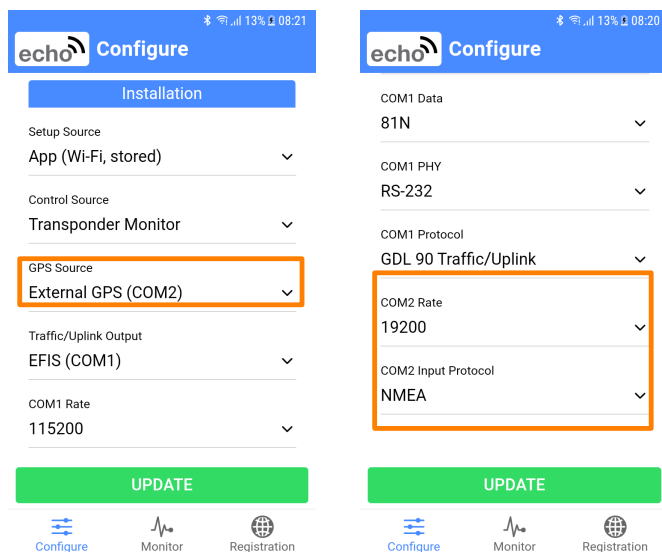 13% 08:21
echo Configure
Installation
Setup Source
App (Wi-Fi, stored)
Control Source
Transponder Monitor
GPS Source
External GPS (COM2)
Traffic/Uplink Output
EFIS (COM1)
COM1 Rate
115200
UPDATE
Configure Monitor Registration
13% 08:20
echo Configure
COM1 Data
81N
COM1 PHY
RS-232
COM1 Protocol
GDL 90 Traffic/Uplink
COM2 Rate
19200
COM2 Input Protocol
NMEA
UPDATE
Configure Monitor Registration